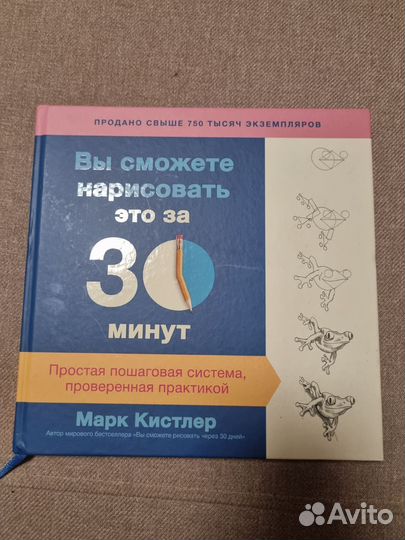 ПРОДАНО СВЫШЕ 750 ТЫСЯЧ ЭКЗЕМПЛЯРОВ
Вы сможете
нарисовать
это за
30
минут
Простая пошаговая система,
проверенная практикой
Марк Кистлер
Автор мирового бестселлера «Вы сможете рисовать через 30 дней»
Avito